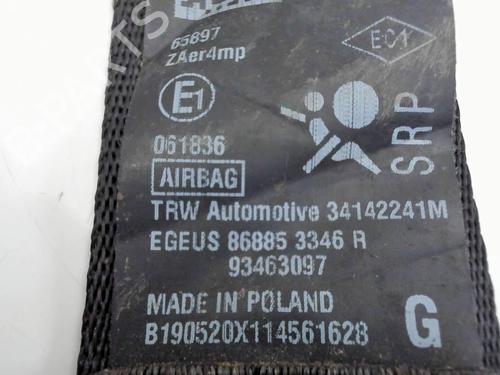 65897
ZAer4mp
E1
EC1
061836
AIRBAG
SRP
TRW Automotive 34142241M
EGEUS 86885 3346 R
93463097
MADE IN POLAND
B190520X114561628
G